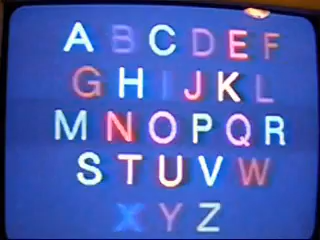 A B C D E F
G H I J K L
M N O P Q R
S T U V W
X Y Z